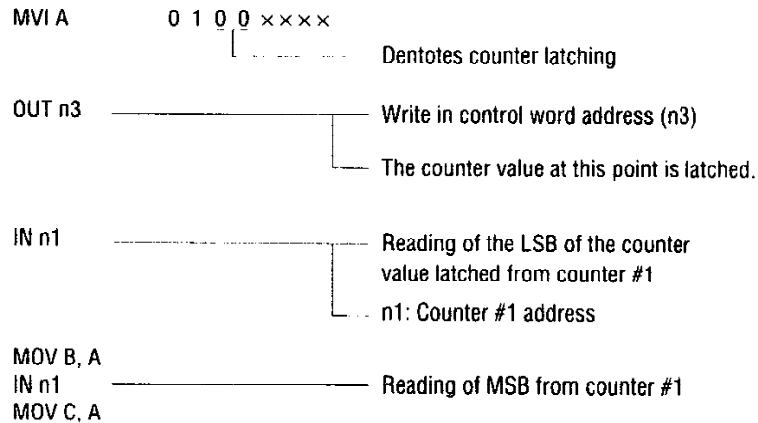 MVI A 0 1 0 0 ××××
Dentotes counter latching
OUT n3 Write in control word address (n3)
The counter value at this point is latched.
IN n1 Reading of the LSB of the counter
value latched from counter #1
n1: Counter #1 address
MOV B, A
IN n1 Reading of MSB from counter #1
MOV C, A